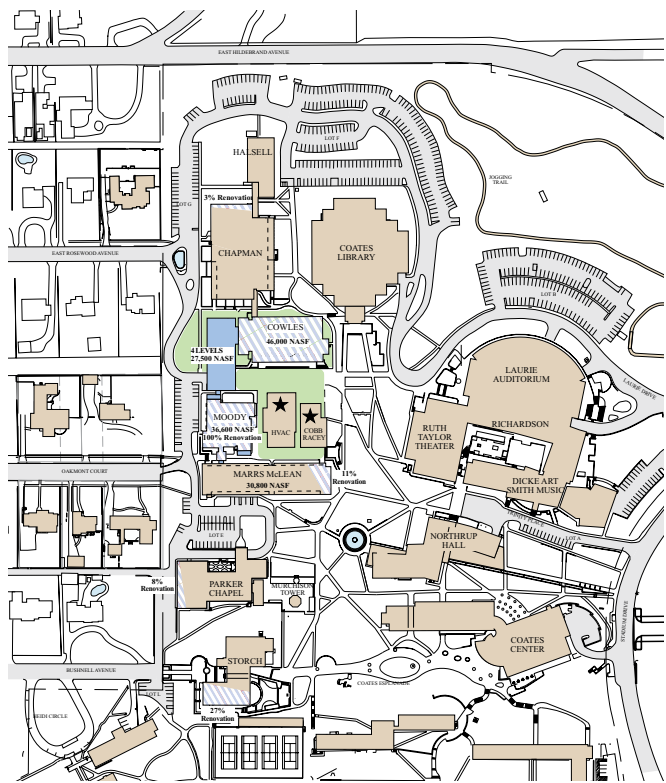 EAST HILDEBRAND AVENUE
LOT F
HALSELL
JOGGING
TRAIL
3% Renovation
LOT G
CHAPMAN
COATES
LIBRARY
EAST ROSEWOOD AVENUE
LOT B
COWLES
46,000 NASF
4 LEVELS
27,500 NASF
LAURIE
AUDITORIUM
LAURIE DRIVE
MOODY
36,600 NASF
100% Renovation
HVAC
COBB
RACEY
RUTH
TAYLOR
THEATER
RICHARDSON
OAKMONT COURT
MARRS McLEAN
30,800 NASF
11%
Renovation
DICKE ART
SMITH MUSIC
LOT E
NORTHRUP
HALL
LOT A
8%
Renovation
PARKER
CHAPEL
MURCHISON
TOWER
STADIUM DRIVE
COATES
CENTER
STORCH
BUSHNELL AVENUE
COATES ESPLANADE
LOT L
27%
Renovation
HEIDI CIRCLE